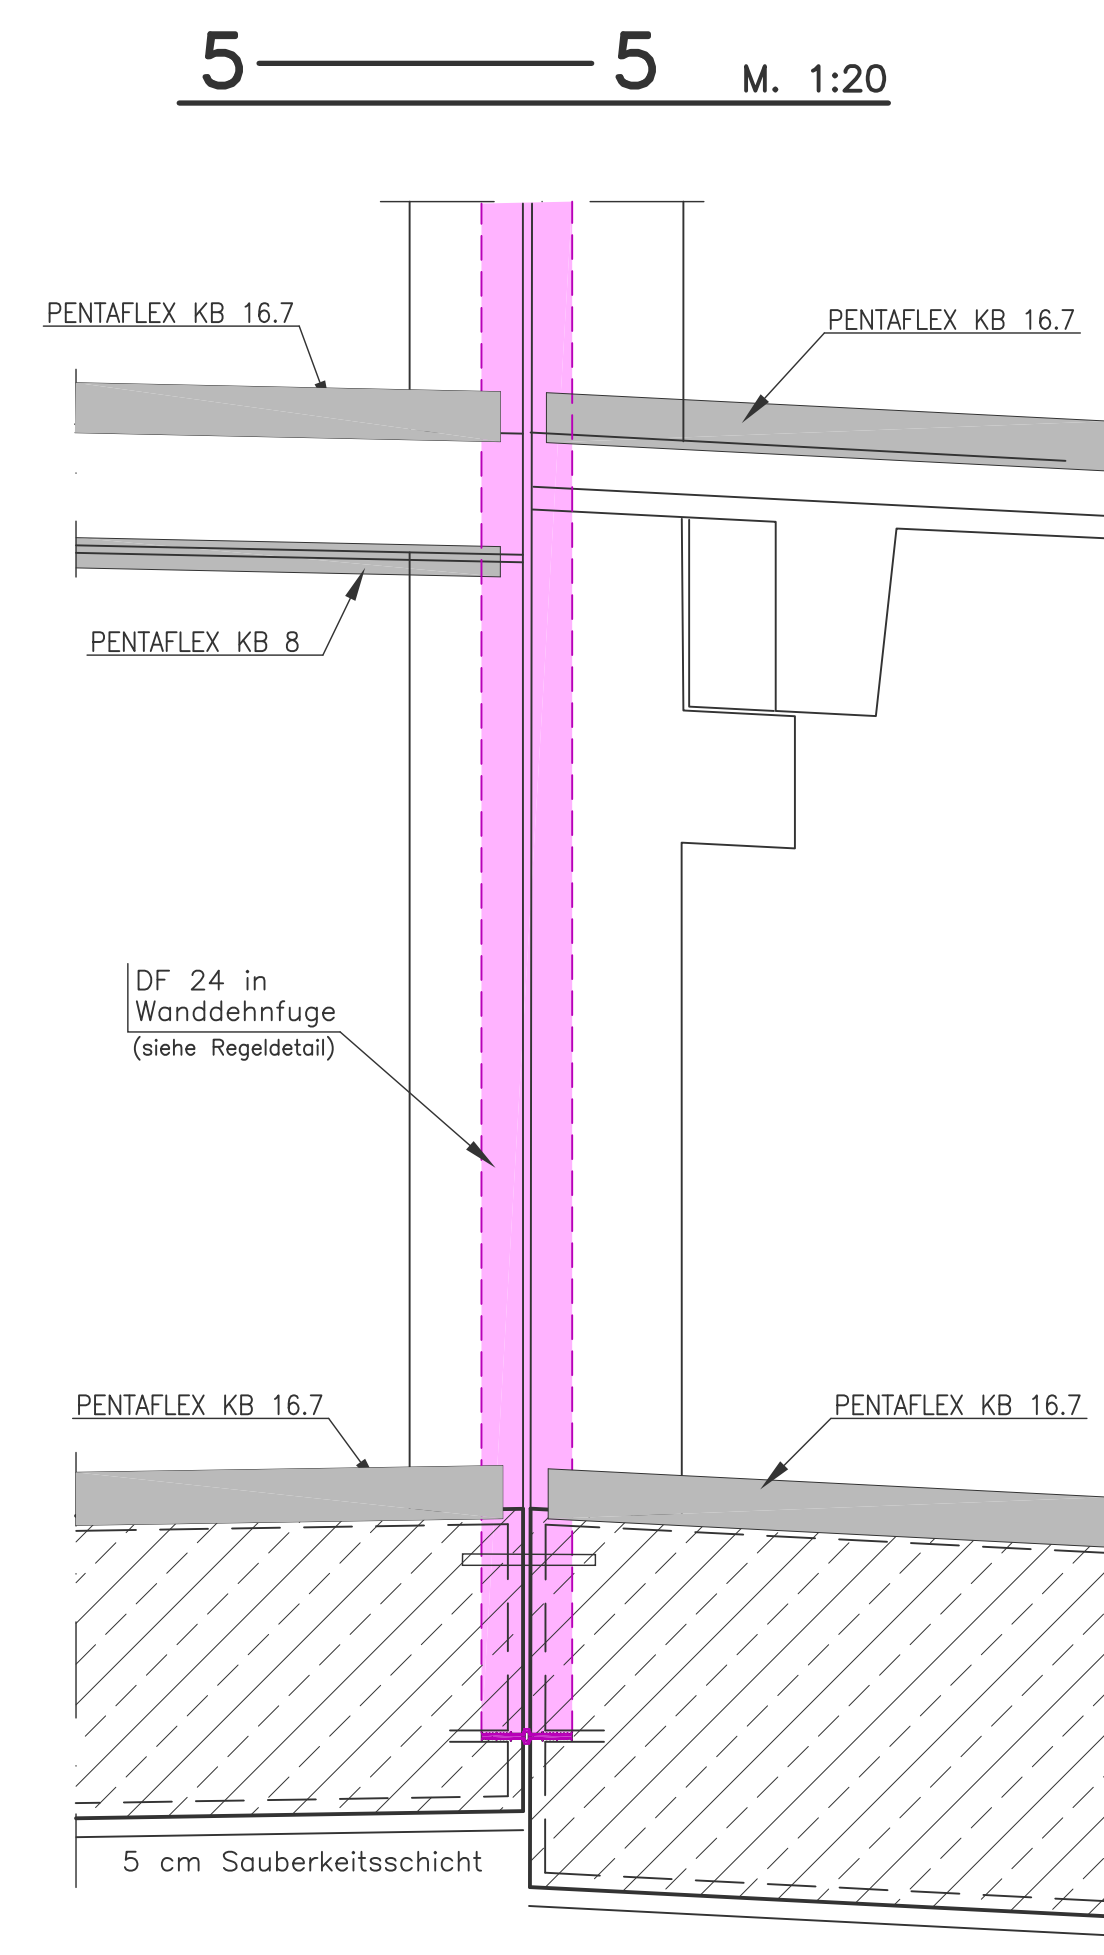 5 5 M. 1:20
PENTAFLEX KB 16.7
PENTAFLEX KB 16.7
PENTAFLEX KB 8
DF 24 in
Wanddehnfuge
(siehe Regeldetail)
PENTAFLEX KB 16.7
PENTAFLEX KB 16.7
5 cm Sauberkeitsschicht